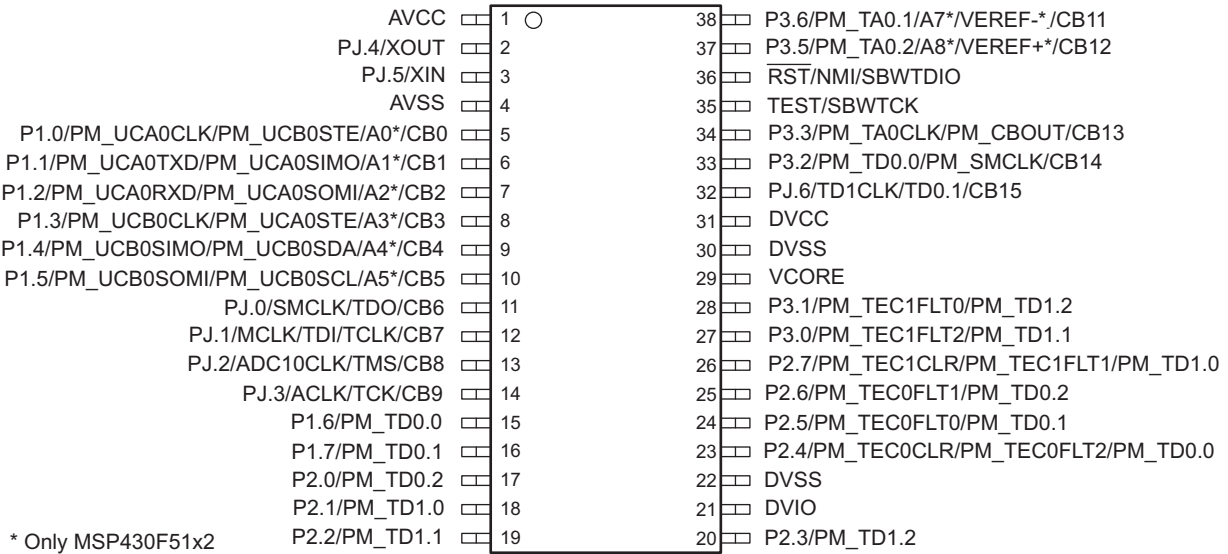 AVCC 1 38 P3.6/PM_TA0.1/A7*/VEREF-*/CB11
PJ.4/XOUT 2 37 P3.5/PM_TA0.2/A8*/VEREF+*/CB12
PJ.5/XIN 3 36 RST/NMI/SBWTDIO
AVSS 4 35 TEST/SBWTCK
P1.0/PM_UCA0CLK/PM_UCB0STE/A0*/CB0 5 34 P3.3/PM_TA0CLK/PM_CBOUT/CB13
P1.1/PM_UCA0TXD/PM_UCA0SIMO/A1*/CB1 6 33 P3.2/PM_TD0.0/PM_SMCLK/CB14
P1.2/PM_UCA0RXD/PM_UCA0SOMI/A2*/CB2 7 32 PJ.6/TD1CLK/TD0.1/CB15
P1.3/PM_UCB0CLK/PM_UCA0STE/A3*/CB3 8 31 DVCC
P1.4/PM_UCB0SIMO/PM_UCB0SDA/A4*/CB4 9 30 DVSS
P1.5/PM_UCB0SOMI/PM_UCB0SCL/A5*/CB5 10 29 VCORE
PJ.0/SMCLK/TDO/CB6 11 28 P3.1/PM_TEC1FLT0/PM_TD1.2
PJ.1/MCLK/TDI/TCLK/CB7 12 27 P3.0/PM_TEC1FLT2/PM_TD1.1
PJ.2/ADC10CLK/TMS/CB8 13 26 P2.7/PM_TEC1CLR/PM_TEC1FLT1/PM_TD1.0
PJ.3/ACLK/TCK/CB9 14 25 P2.6/PM_TEC0FLT1/PM_TD0.2
P1.6/PM_TD0.0 15 24 P2.5/PM_TEC0FLT0/PM_TD0.1
P1.7/PM_TD0.1 16 23 P2.4/PM_TEC0CLR/PM_TEC0FLT2/PM_TD0.0
P2.0/PM_TD0.2 17 22 DVSS
P2.1/PM_TD1.0 18 21 DVIO
P2.2/PM_TD1.1 19 20 P2.3/PM_TD1.2
* Only MSP430F51x2